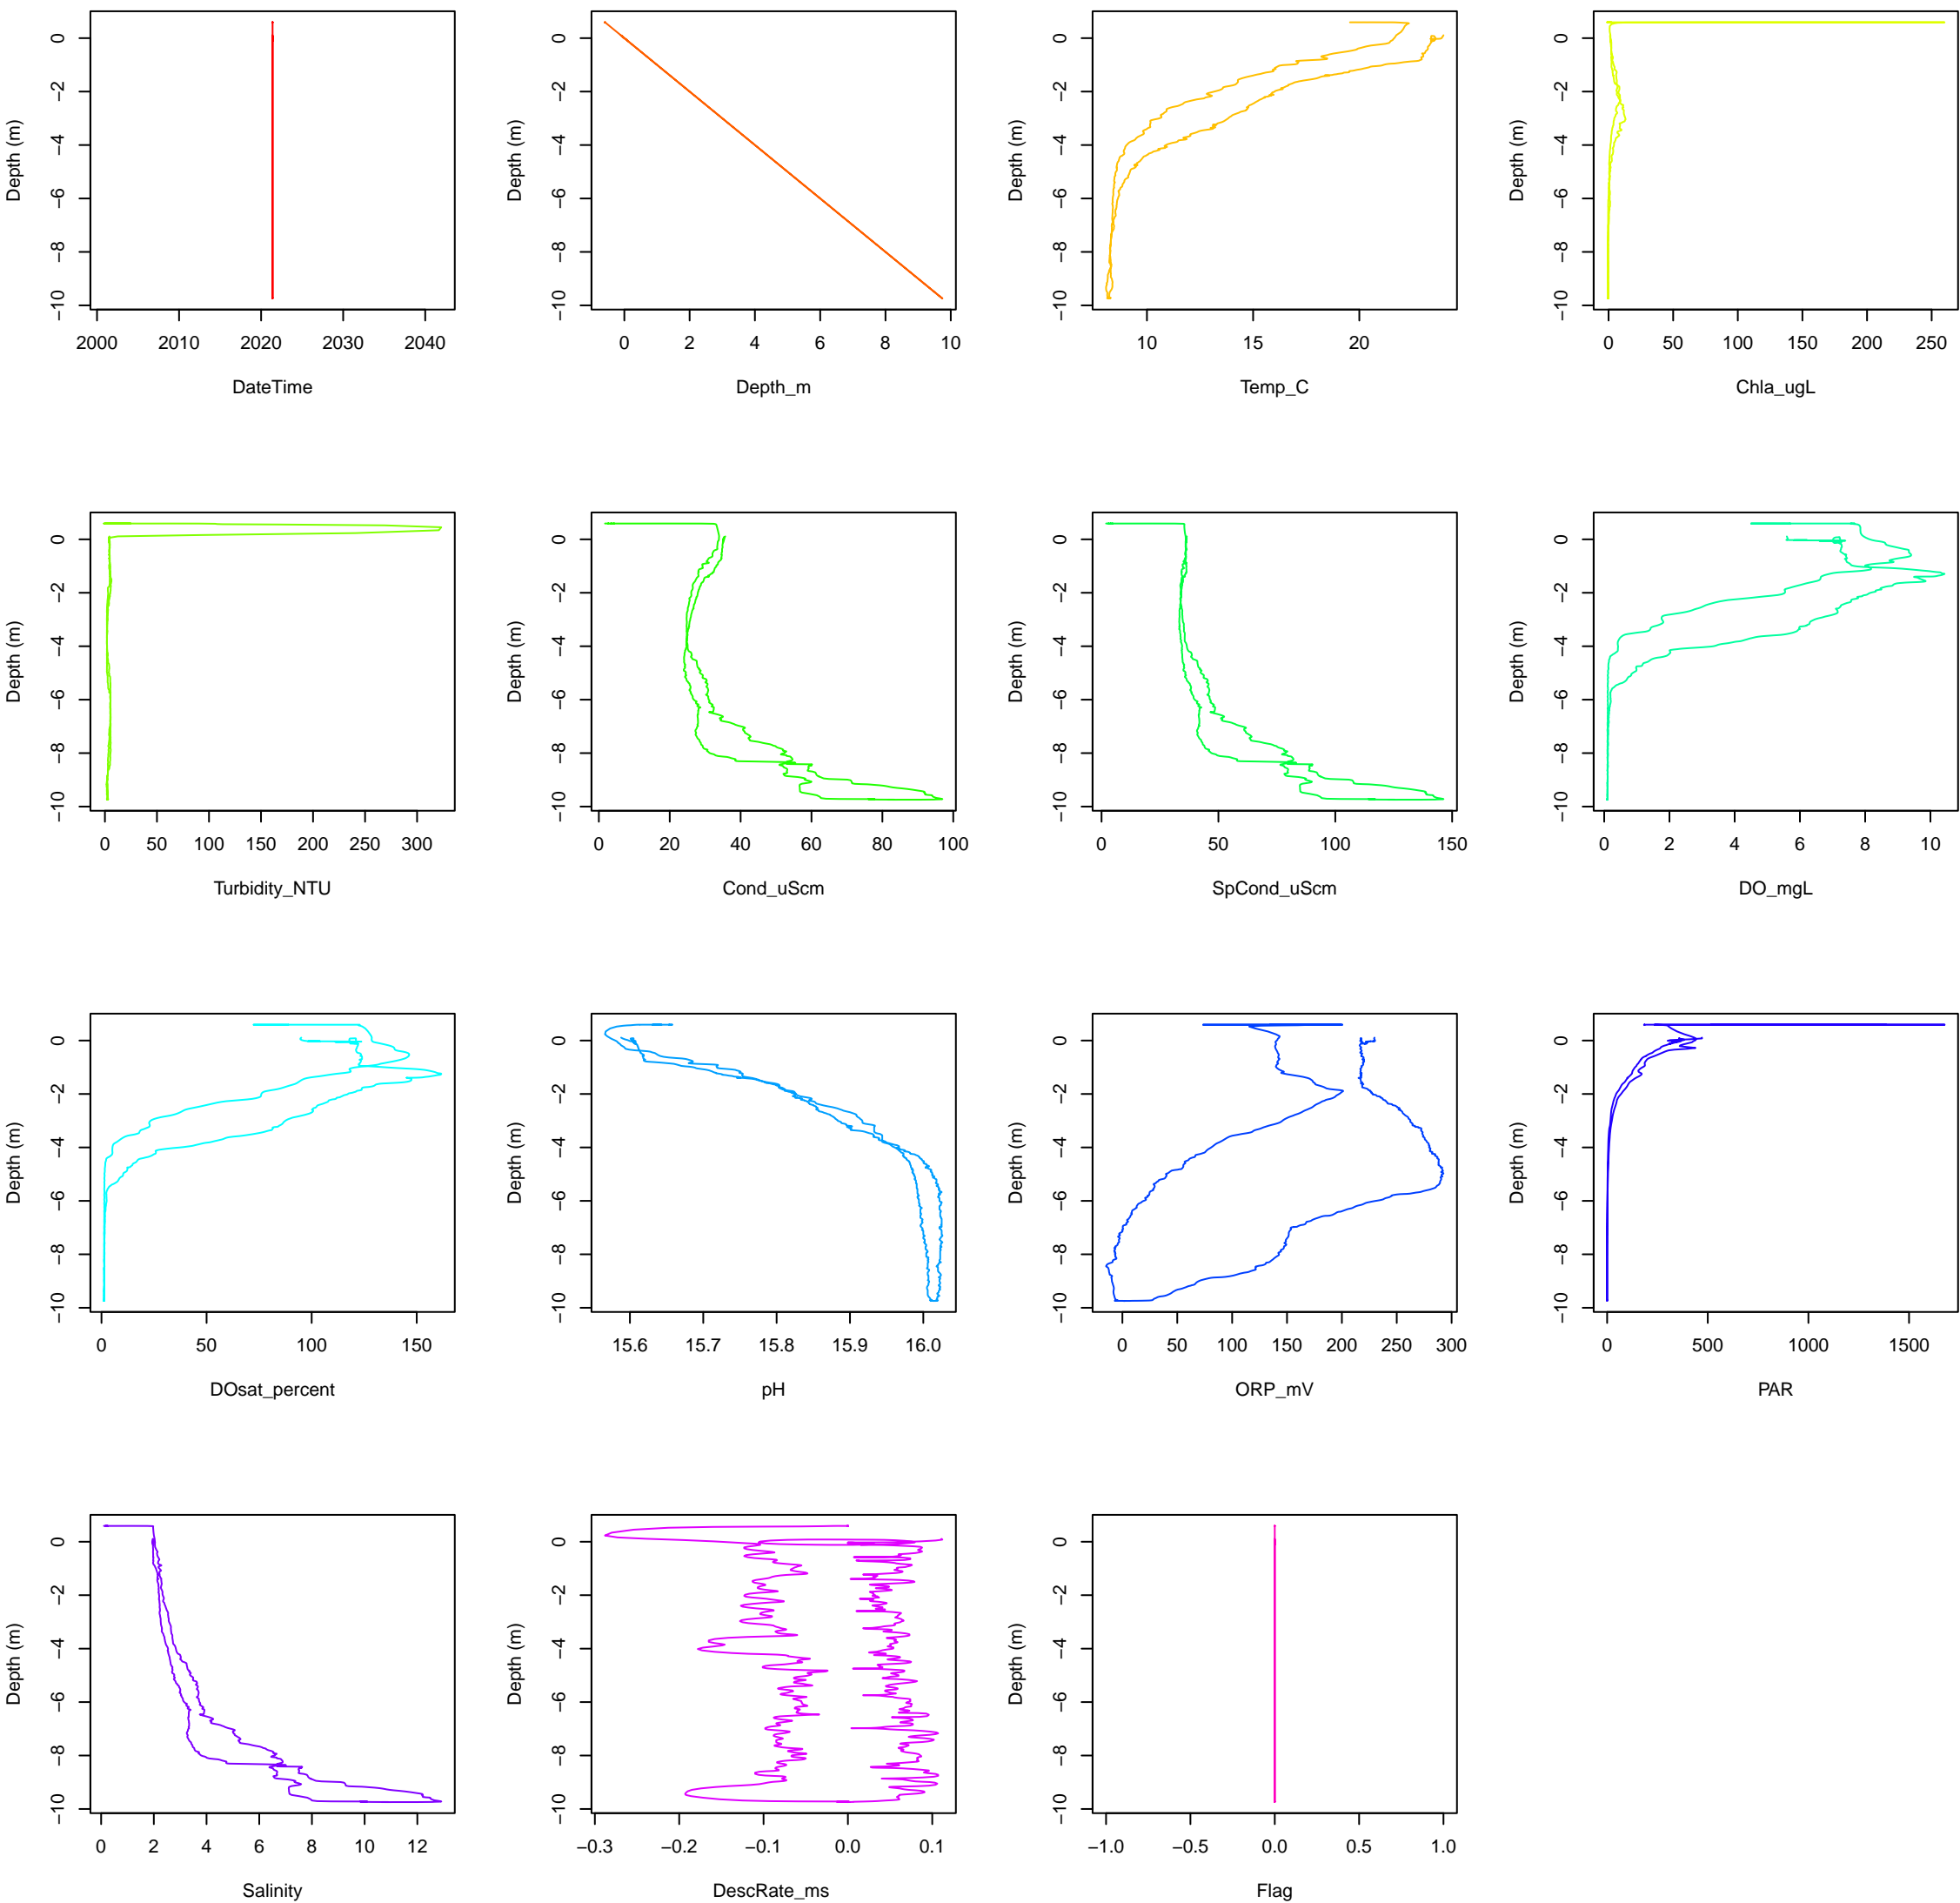 Depth (m)
0
−2
−4
−6
−8
−10
2000 2010 2020 2030 2040
DateTime
Depth (m)
0
−2
−4
−6
−8
−10
0 2 4 6 8 10
Depth_m
Depth (m)
0
−2
−4
−6
−8
−10
10 15 20
Temp_C
Depth (m)
0
−2
−4
−6
−8
−10
0 50 100 150 200 250
Chla_ugL
Depth (m)
0
−2
−4
−6
−8
−10
0 50 100 150 200 250 300
Turbidity_NTU
Depth (m)
0
−2
−4
−6
−8
−10
0 20 40 60 80 100
Cond_uScm
Depth (m)
0
−2
−4
−6
−8
−10
0 50 100 150
SpCond_uScm
Depth (m)
0
−2
−4
−6
−8
−10
0 2 4 6 8 10
DO_mgL
Depth (m)
0
−2
−4
−6
−8
−10
0 50 100 150
DOsat_percent
Depth (m)
0
−2
−4
−6
−8
−10
15.6 15.7 15.8 15.9 16.0
pH
Depth (m)
0
−2
−4
−6
−8
−10
0 50 100 150 200 250 300
ORP_mV
Depth (m)
0
−2
−4
−6
−8
−10
0 500 1000 1500
PAR
Depth (m)
0
−2
−4
−6
−8
−10
0 2 4 6 8 10 12
Salinity
Depth (m)
0
−2
−4
−6
−8
−10
−0.3 −0.2 −0.1 0.0 0.1
DescRate_ms
Depth (m)
0
−2
−4
−6
−8
−10
−1.0 −0.5 0.0 0.5 1.0
Flag